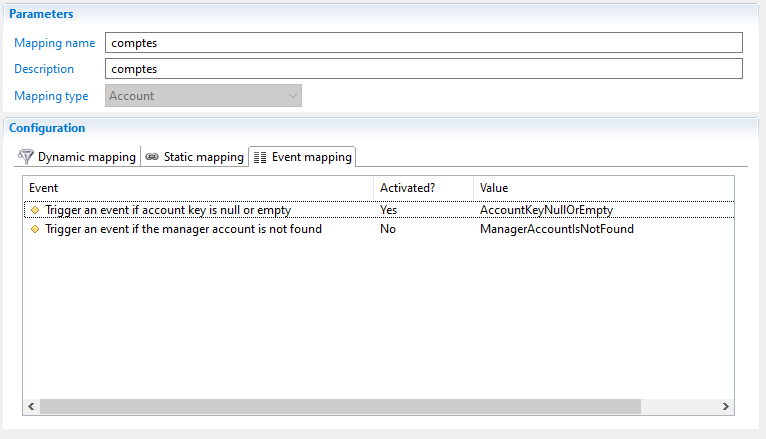 Parameters
Mapping name comptes
Description comptes
Mapping type Account
Configuration
Dynamic mapping Static mapping Event mapping
Event Activated? Value
Trigger an event if account key is null or empty Yes AccountKeyNullOrEmpty
Trigger an event if the manager account is not found No ManagerAccountIsNotFound